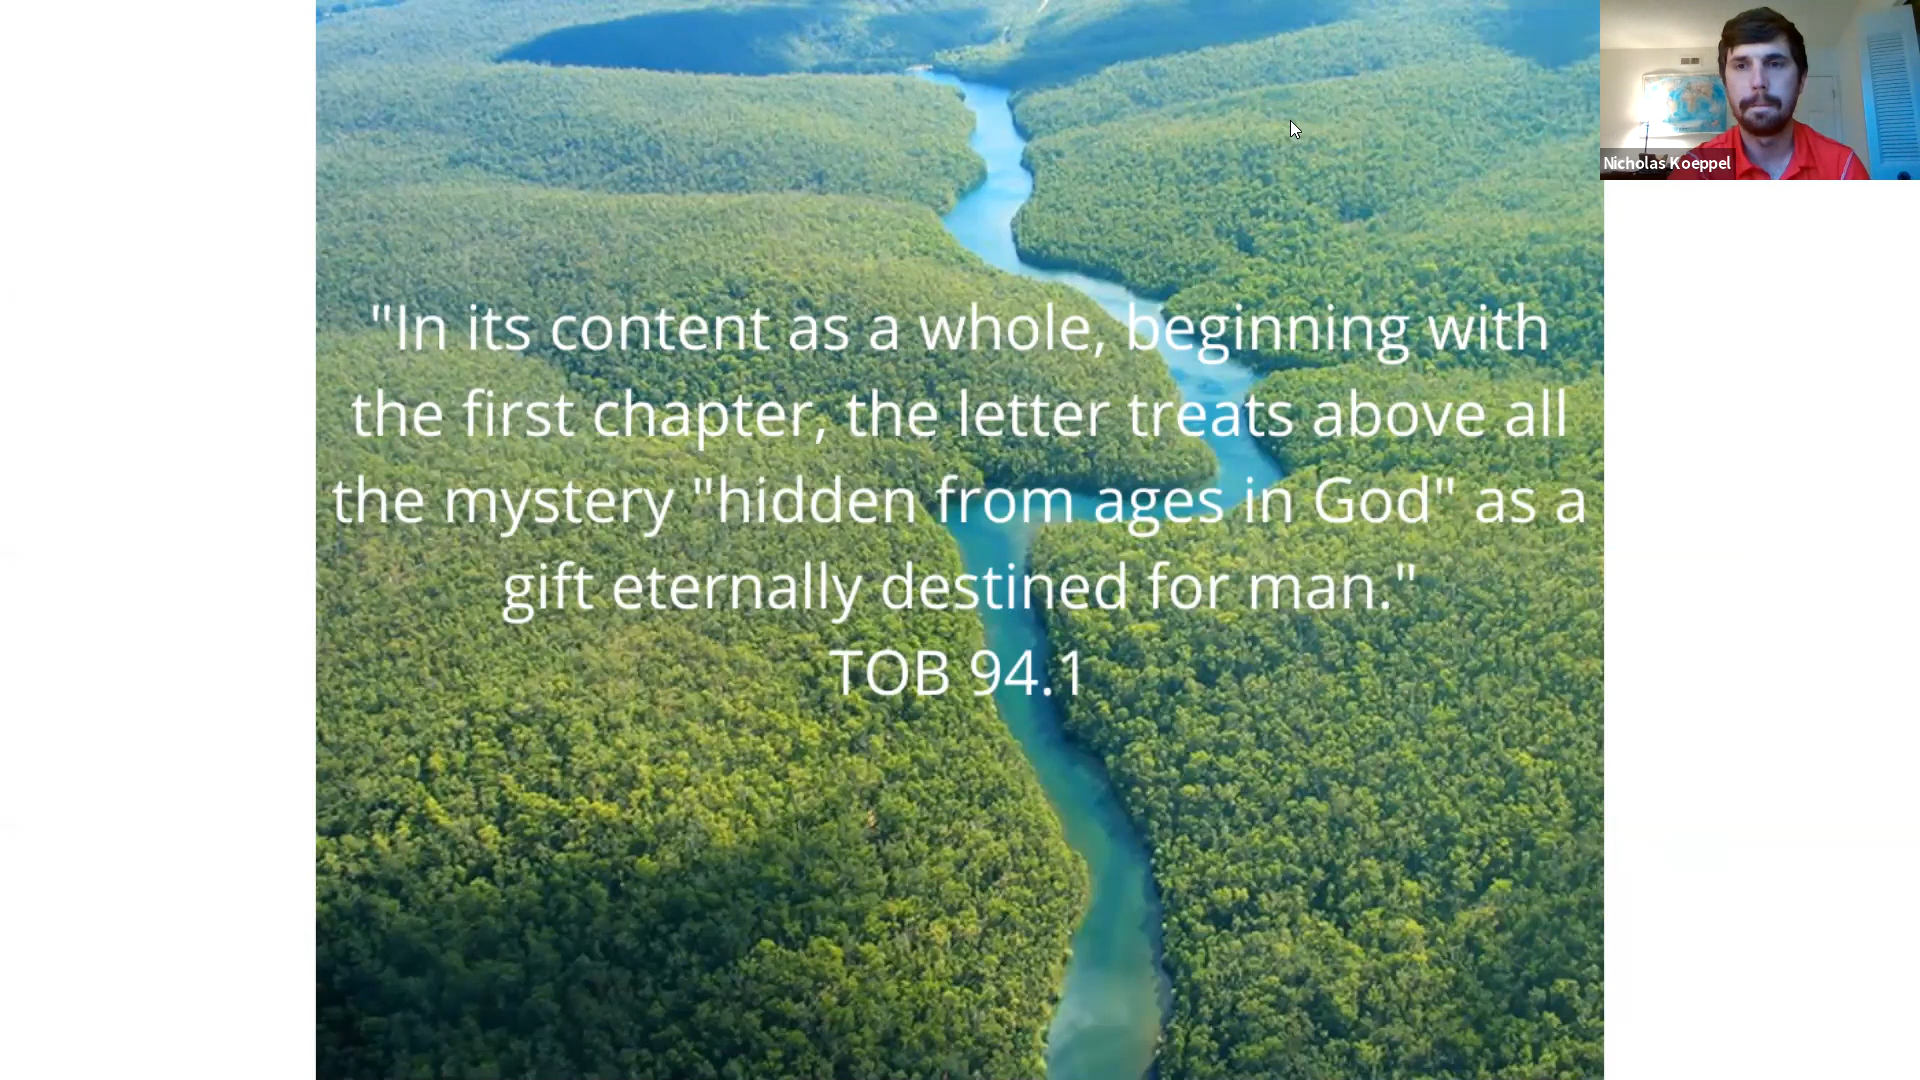 "In its content as a whole, beginning with
the first chapter, the letter treats above all
the mystery "hidden from ages in God" as a
gift eternally destined for man."
TOB 94.1
Nicholas Koeppel